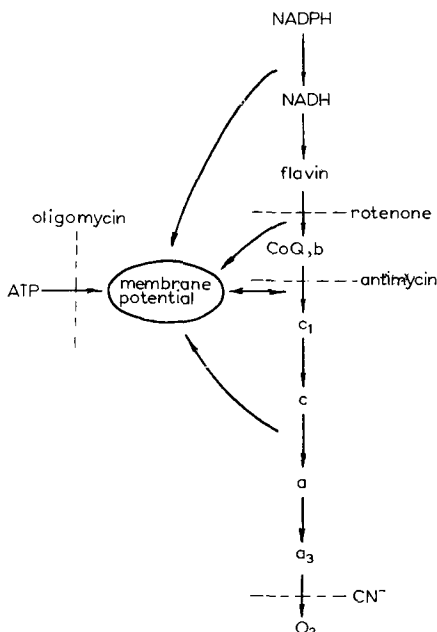 NADPH
NADH
flavin
oligomycin
rotenone
CoQ,b
ATP
membrane
potential
antimycin
c₁
c
a
a₃
CN⁻
O₂